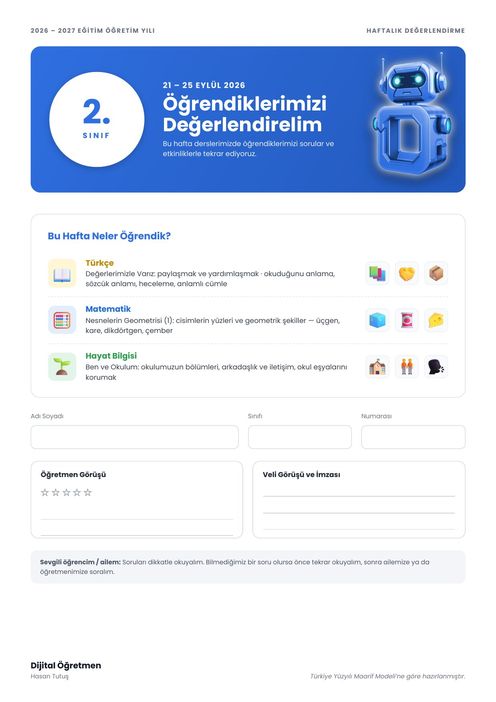 2026 – 2027 EĞİTİM ÖĞRETİM YILI
HAFTALIK DEĞERLENDİRME
2.
SINIF
21 – 25 EYLÜL 2026
Öğrendiklerimizi
Değerlendirelim
Bu hafta derslerimizde öğrendiklerimizi sorular ve
etkinliklerle tekrar ediyoruz.
Bu Hafta Neler Öğrendik?
Türkçe
Değerlerimizle Varız: paylaşmak ve yardımlaşmak · okuduğunu anlama,
sözcük anlamı, heceleme, anlamlı cümle
Matematik
Nesnelerin Geometrisi (1): cisimlerin yüzleri ve geometrik şekiller — üçgen,
kare, dikdörtgen, çember
Hayat Bilgisi
Ben ve Okulum: okulumuzun bölümleri, arkadaşlık ve iletişim, okul eşyalarını
korumak
Adı Soyadı
Sınıfı
Numarası
Öğretmen Görüşü
Veli Görüşü ve İmzası
Sevgili öğrencim / ailem: Soruları dikkatle okuyalım. Bilmediğimiz bir soru olursa önce tekrar okuyalım, sonra ailemize ya da
öğretmenimize soralım.
Dijital Öğretmen
Hasan Tutuş
Türkiye Yüzyılı Maarif Modeli'ne göre hazırlanmıştır.